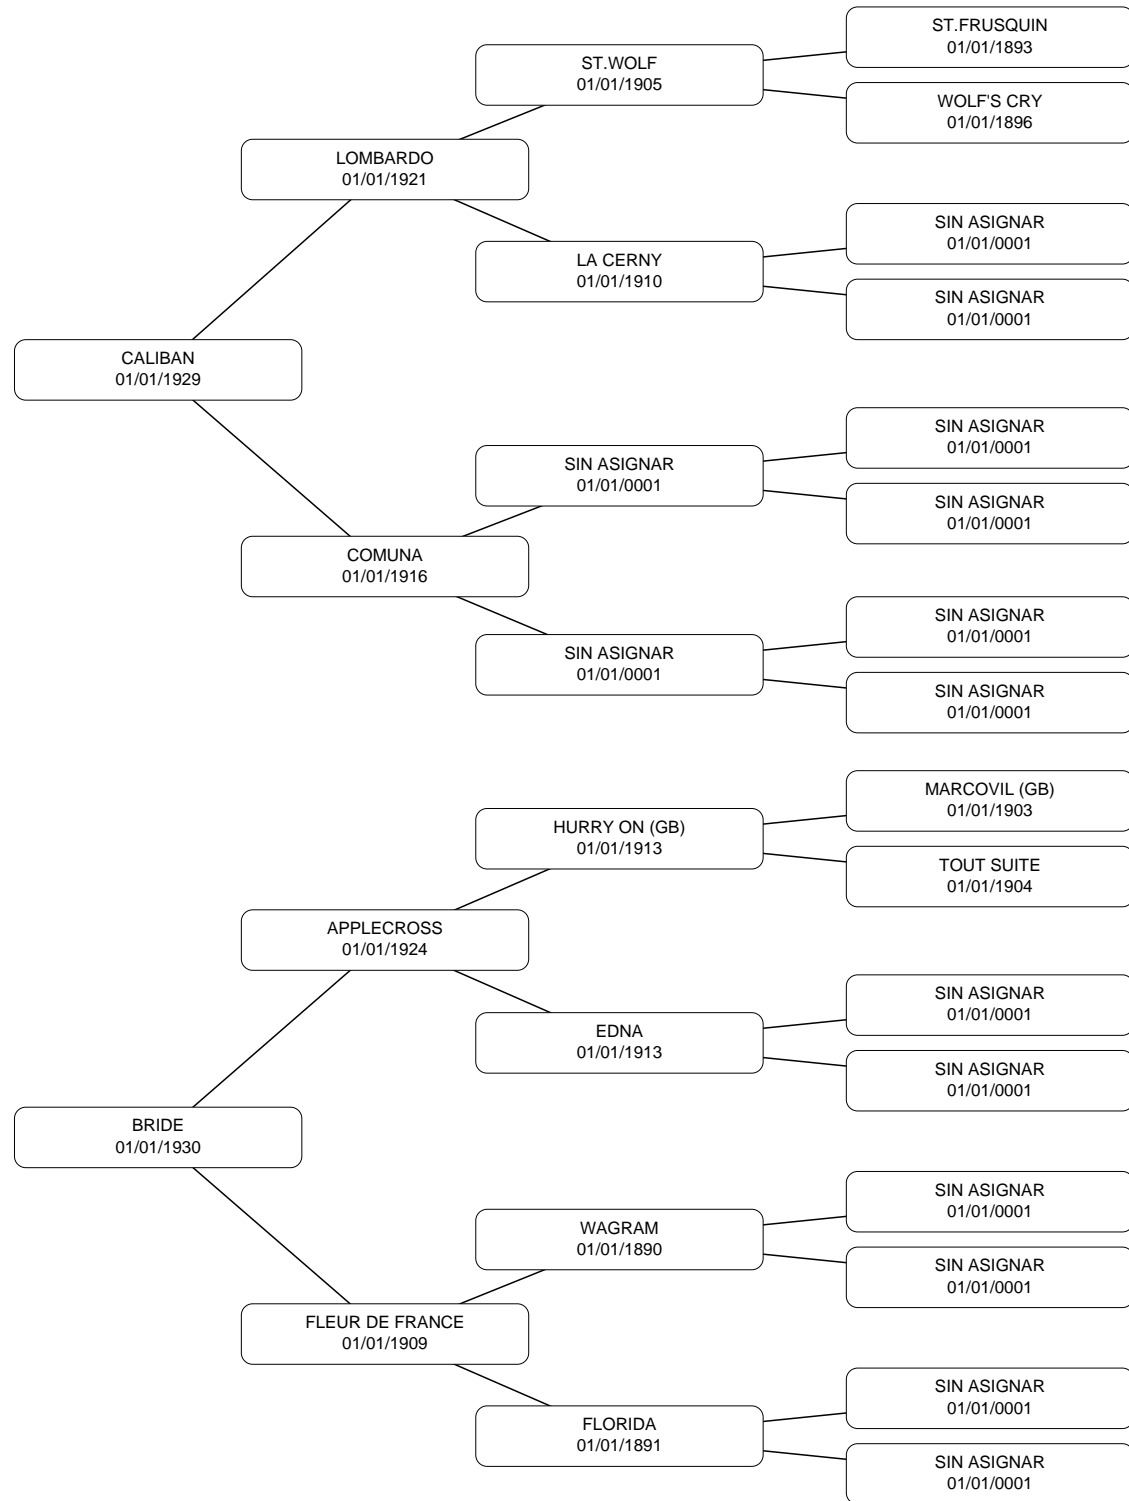 ST.FRUSQUIN
01/01/1893
ST.WOLF
01/01/1905
WOLF'S CRY
01/01/1896
LOMBARDO
01/01/1921
SIN ASIGNAR
01/01/0001
LA CERNY
01/01/1910
SIN ASIGNAR
01/01/0001
CALIBAN
01/01/1929
SIN ASIGNAR
01/01/0001
SIN ASIGNAR
01/01/0001
SIN ASIGNAR
01/01/0001
COMUNA
01/01/1916
SIN ASIGNAR
01/01/0001
SIN ASIGNAR
01/01/0001
SIN ASIGNAR
01/01/0001
MARCOVIL (GB)
01/01/1903
HURRY ON (GB)
01/01/1913
TOUT SUITE
01/01/1904
APPLECROSS
01/01/1924
SIN ASIGNAR
01/01/0001
EDNA
01/01/1913
SIN ASIGNAR
01/01/0001
BRIDE
01/01/1930
SIN ASIGNAR
01/01/0001
WAGRAM
01/01/1890
SIN ASIGNAR
01/01/0001
FLEUR DE FRANCE
01/01/1909
SIN ASIGNAR
01/01/0001
FLORIDA
01/01/1891
SIN ASIGNAR
01/01/0001